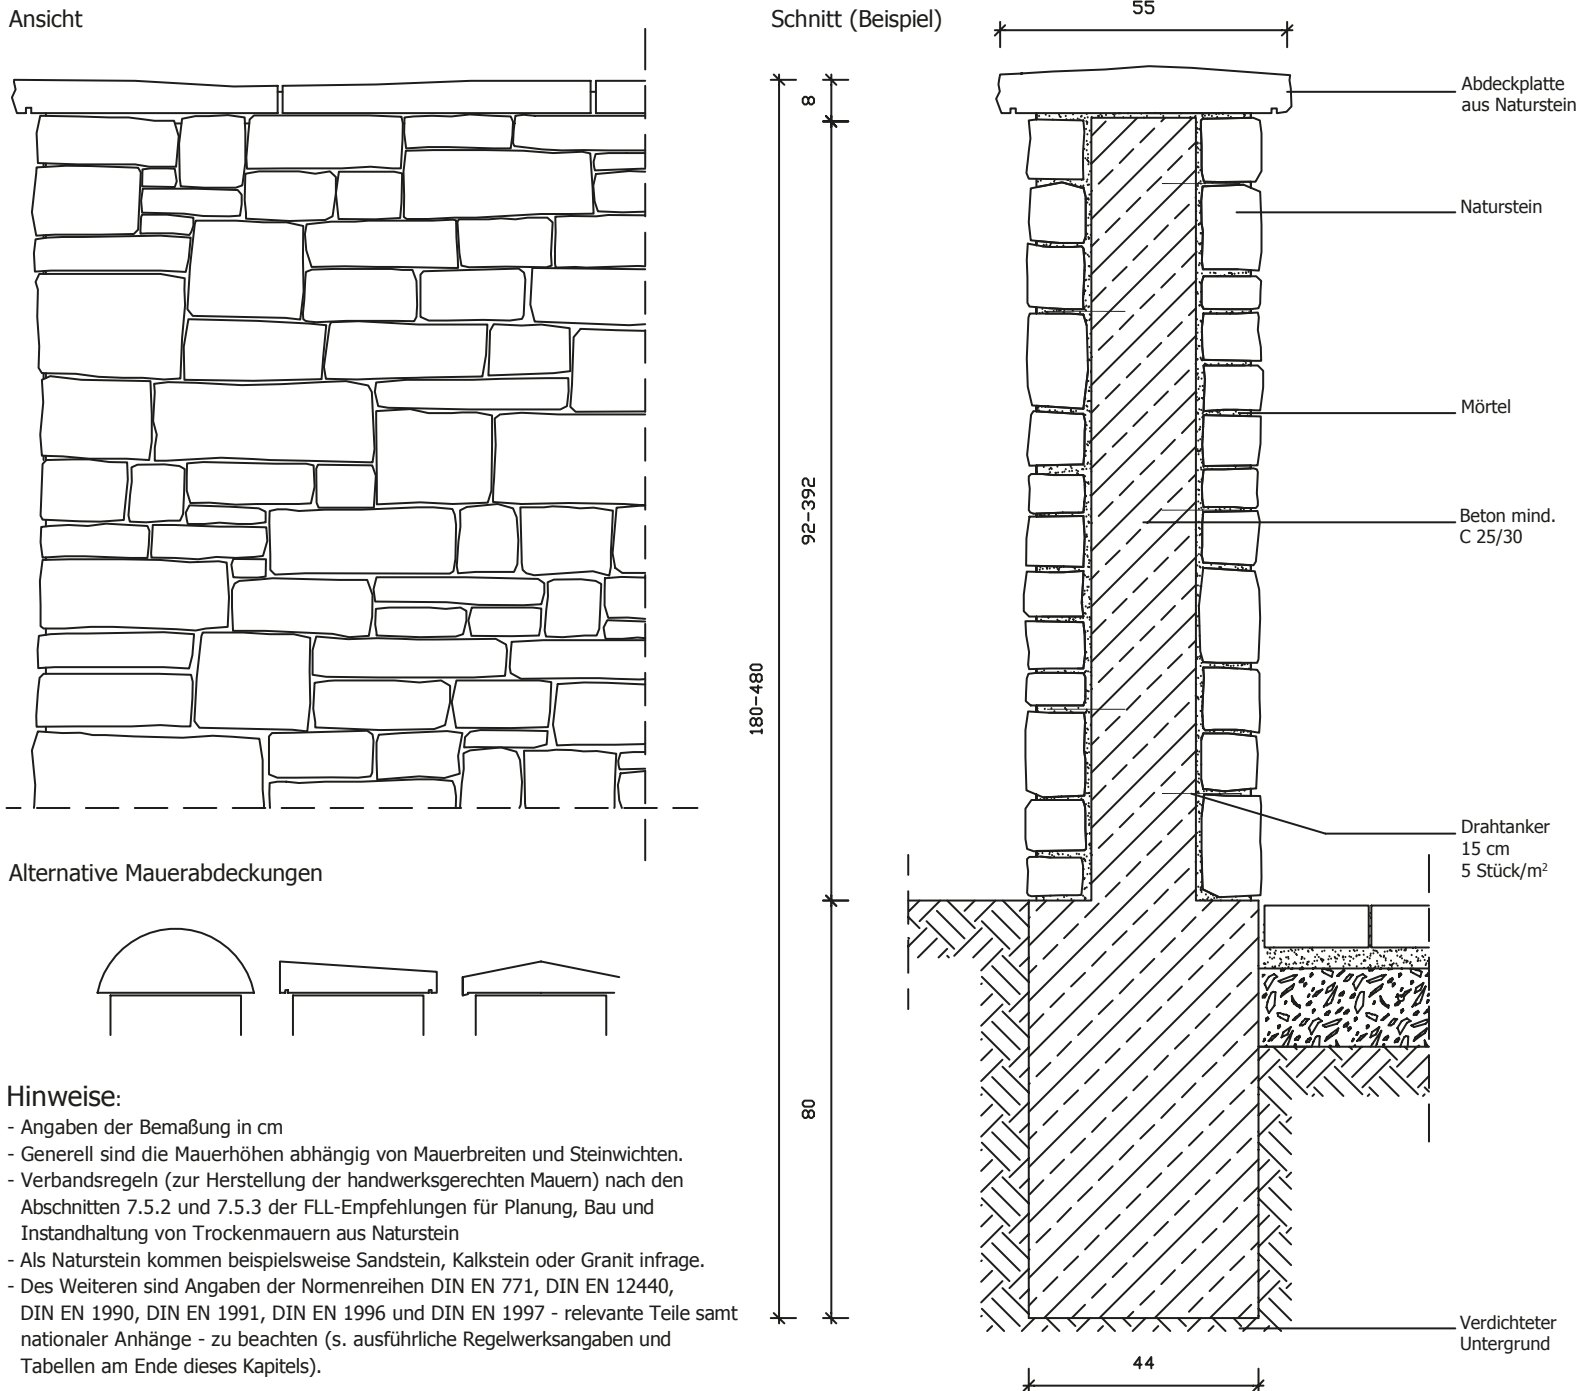 Ansicht
Schnitt (Beispiel)
55
8
92-392
180-480
80
44
Abdeckplatte
aus Naturstein
Naturstein
Mörtel
Beton mind.
C 25/30
Drahtanker
15 cm
5 Stück/m²
Verdichteter
Untergrund
Alternative Mauerabdeckungen
Hinweise:
- Angaben der Bemaßung in cm
- Generell sind die Mauerhöhen abhängig von Mauerbreiten und Steinwichten.
- Verbandsregeln (zur Herstellung der handwerksgerechten Mauern) nach den
Abschnitten 7.5.2 und 7.5.3 der FLL-Empfehlungen für Planung, Bau und
Instandhaltung von Trockenmauern aus Naturstein
- Als Naturstein kommen beispielsweise Sandstein, Kalkstein oder Granit infrage.
- Des Weiteren sind Angaben der Normenreihen DIN EN 771, DIN EN 12440,
DIN EN 1990, DIN EN 1991, DIN EN 1996 und DIN EN 1997 - relevante Teile samt
nationaler Anhänge - zu beachten (s. ausführliche Regelwerksangaben und
Tabellen am Ende dieses Kapitels).